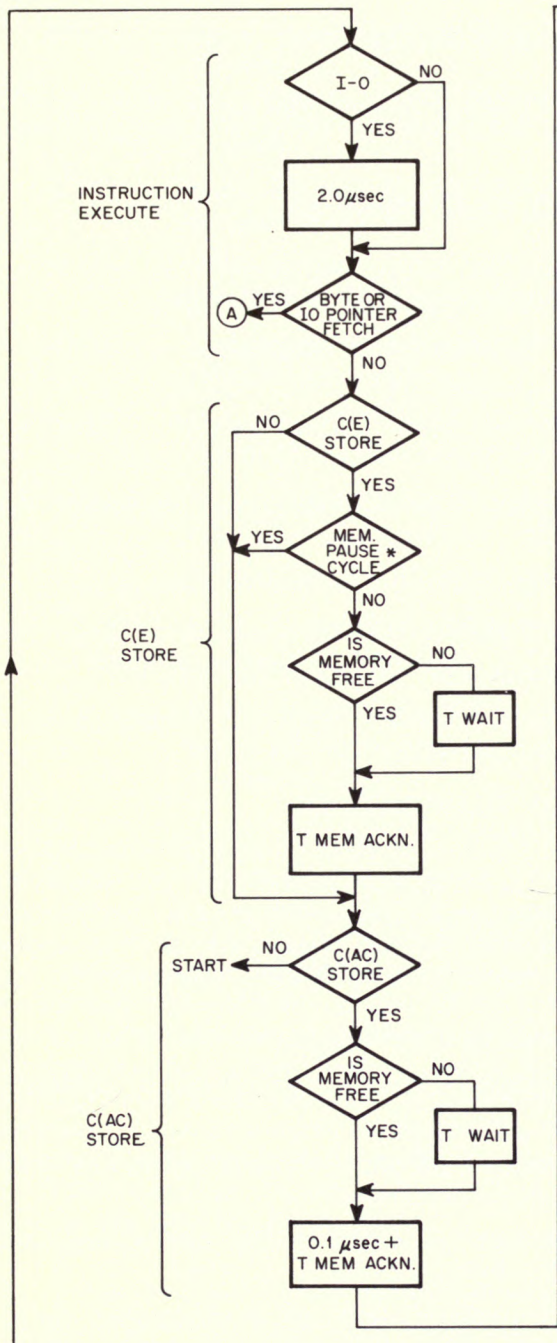 I-O
NO
YES
INSTRUCTION
EXECUTE
2.0 μsec
A
YES
BYTE OR
IO POINTER
FETCH
NO
NO
C(E)
STORE
YES
YES
MEM.
PAUSE *
CYCLE
NO
C(E)
STORE
IS
MEMORY
FREE
NO
YES
T WAIT
T MEM ACKN.
START
NO
C(AC)
STORE
YES
IS
MEMORY
FREE
NO
C(AC)
STORE
YES
T WAIT
0.1 μsec +
T MEM ACKN.